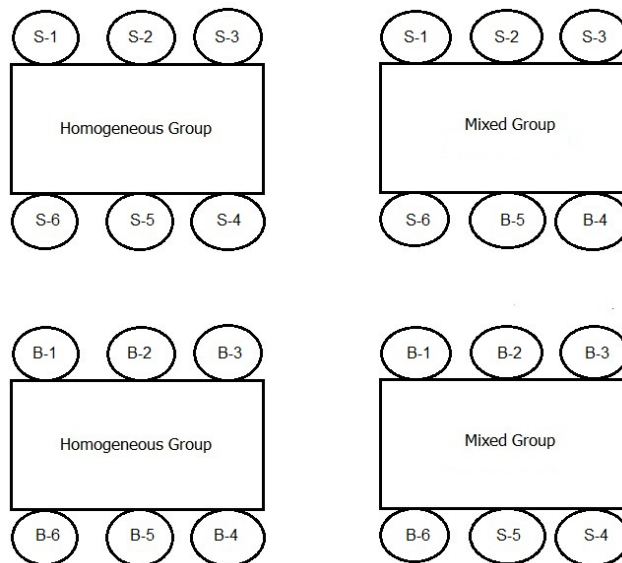 S-1 S-2 S-3 S-1 S-2 S-3
Homogeneous Group Mixed Group
S-6 S-5 S-4 S-6 B-5 B-4
B-1 B-2 B-3 B-1 B-2 B-3
Homogeneous Group Mixed Group
B-6 B-5 B-4 B-6 S-5 S-4